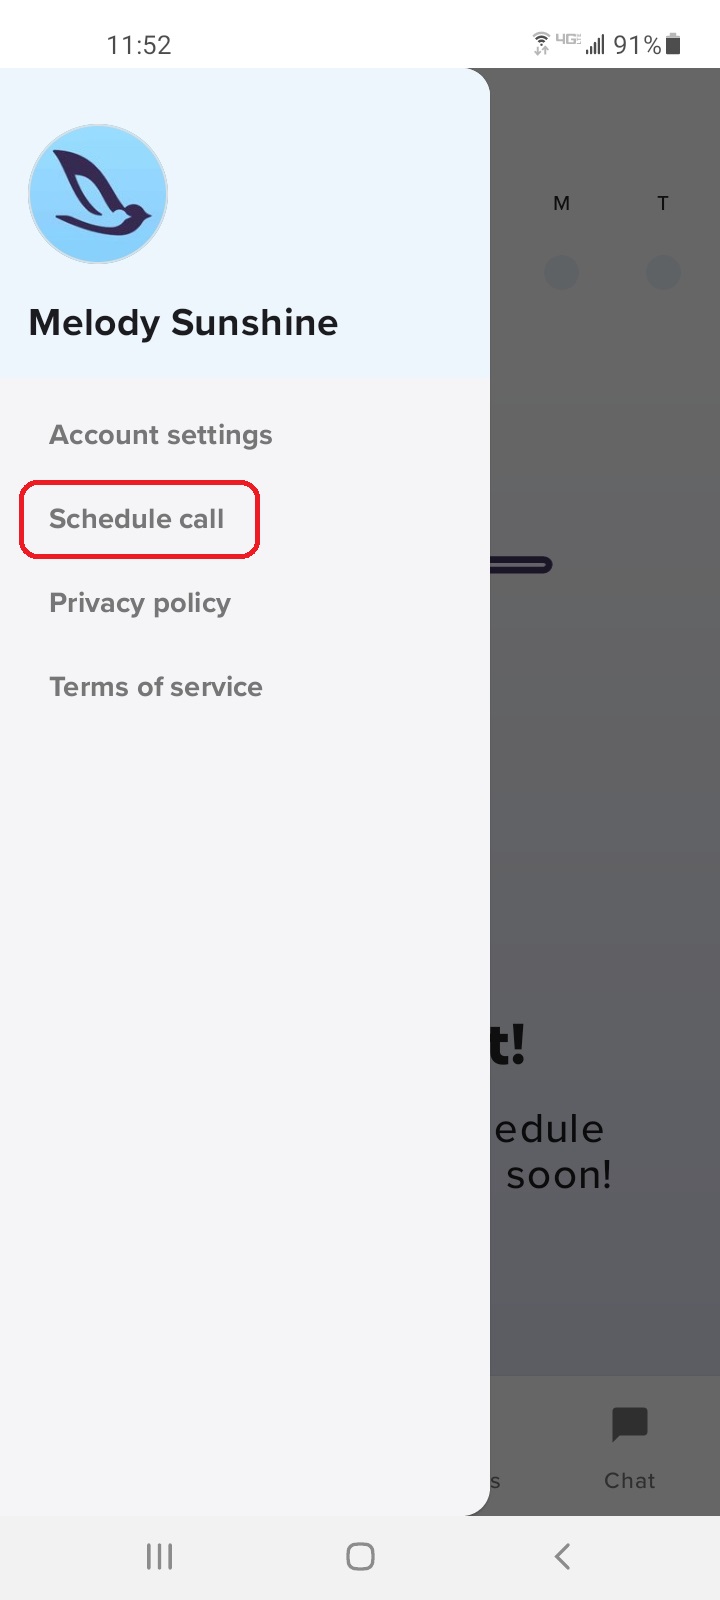 11:52
4G 91%
M T
Melody Sunshine
Account settings
Schedule call
Privacy policy
Terms of service
t!
edule
soon!
s
Chat